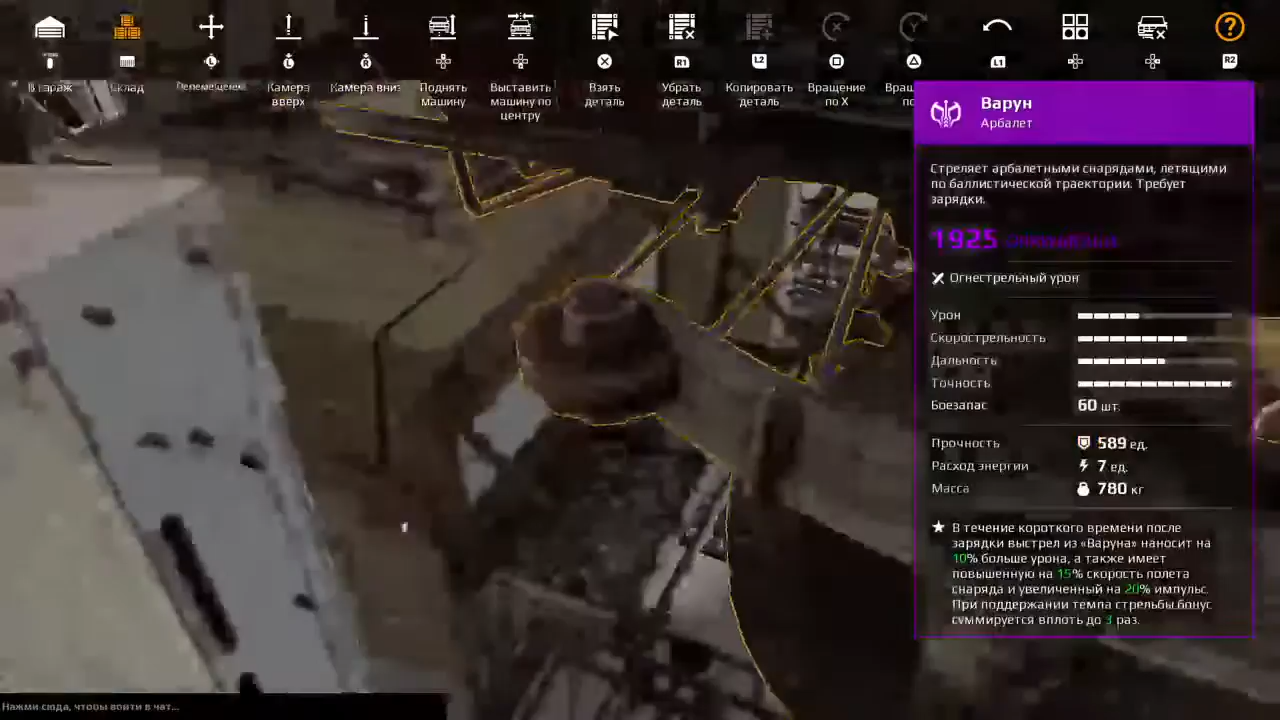 В гараж
Склад
Перемещение
Камера
вверх
Камера вниз
Поднять
машину
Выставить
машину по
центру
Взять
деталь
Убрать
деталь
Копировать
деталь
Вращение
по X
R1
L2
L1
R2
Варун
Арбалет
Стреляет арбалетными снарядами, летящими
по баллистической траектории. Требует
зарядки.
1925
Огнестрельный урон
Урон
Скорострельность
Дальность
Точность
Боезапас 60 шт.
Прочность 589 ед.
Расход энергии 7 ед.
Масса 780 кг
В течение короткого времени после
зарядки выстрел из «Варуна» наносит на
10% больше урона, а также имеет
повышенную на 15% скорость полета
снаряда и увеличенный на 20% импульс.
При поддержании темпа стрельбы бонус
суммируется вплоть до 3 раз.
Нажми сюда, чтобы войти в чат...